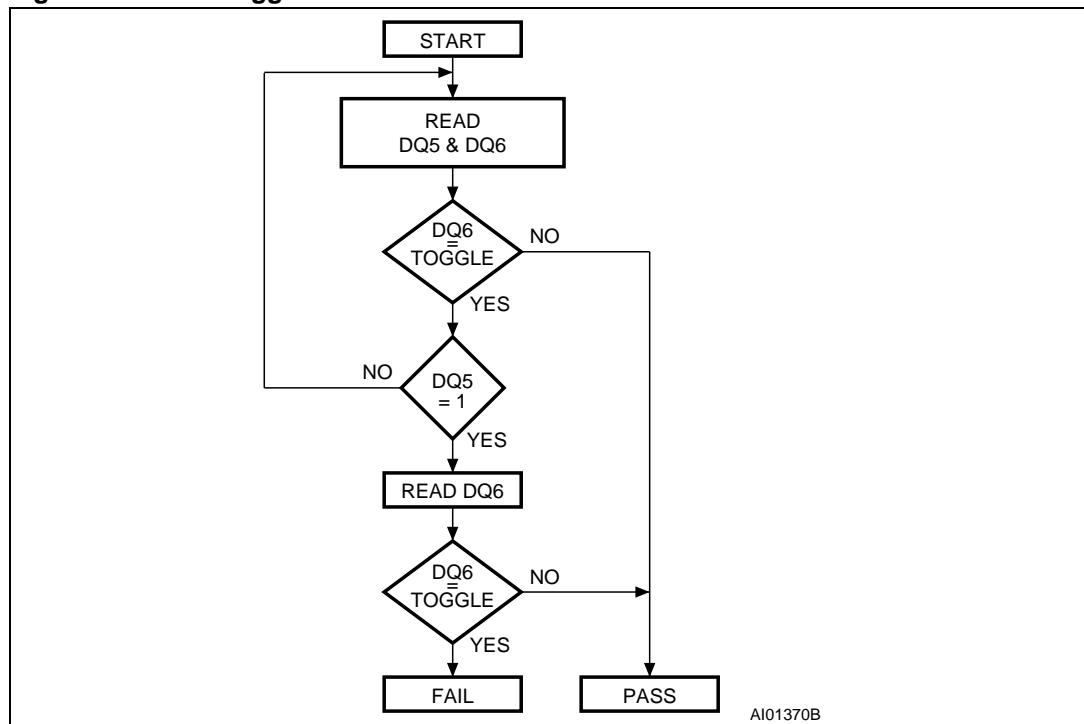 START
READ
DQ5 & DQ6
DQ6
=
TOGGLE
NO
YES
NO
DQ5
= 1
YES
READ DQ6
DQ6
=
TOGGLE
NO
YES
FAIL
PASS
AI01370B